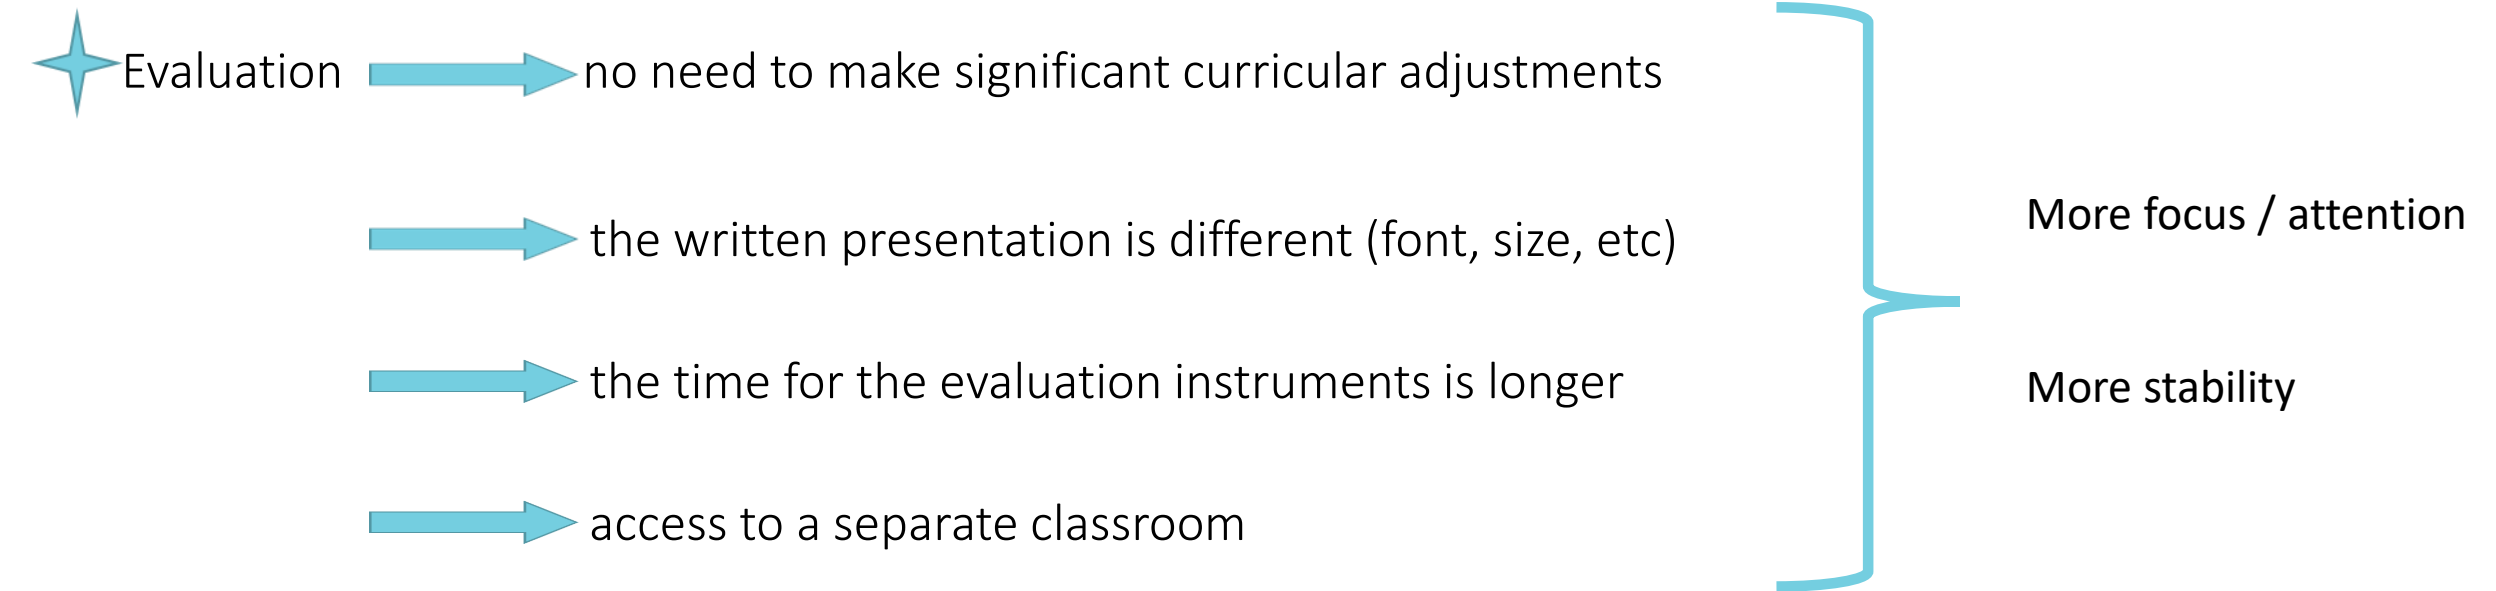 Evaluation
no need to make significant curricular adjustments
the written presentation is different (font, size, etc)
the time for the evaluation intruments is longer
access to a separate classroom
More focus / attention
More stability